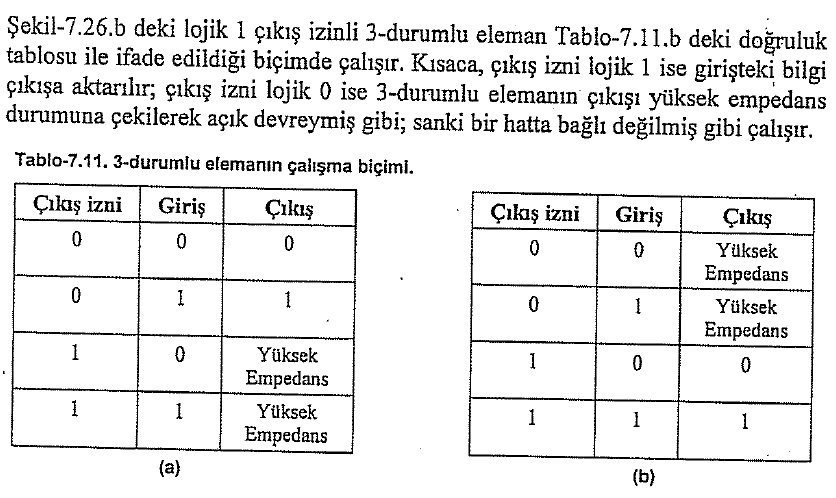 Şekil-7.26.b deki lojik 1 çıkış izinli 3-durumlu eleman Tablo-7.11.b deki doğruluk
tablosu ile ifade edildiği biçimde çalışır. Kısaca, çıkış izni lojik 1 ise girişteki bilgi
çıkışa aktarılır; çıkış izni lojik 0 ise 3-durumlu elemanın çıkışı yüksek empedans
durumuna çekilerek açık devreymiş gibi; sanki bir hatta bağlı değilmiş gibi çalışır.
Tablo-7.11. 3-durumlu elemanın çalışma biçimi.
Çıkış izni Giriş Çıkış
0 0 0
0 1 1
1 0 Yüksek
Empedans
1 1 Yüksek
Empedans
(a)
Çıkış izni Giriş Çıkış
0 0 Yüksek
Empedans
0 1 Yüksek
Empedans
1 0 0
1 1 1
(b)